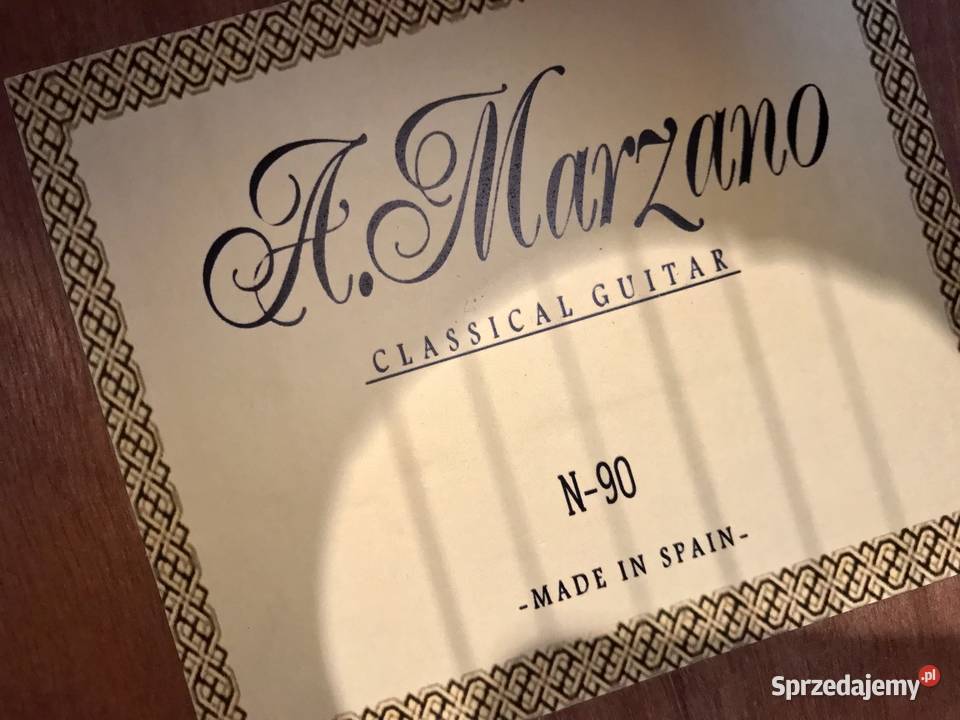 A. Marzano
CLASSICAL GUITAR
N-90
-MADE IN SPAIN-
Sprzedajemy.pl